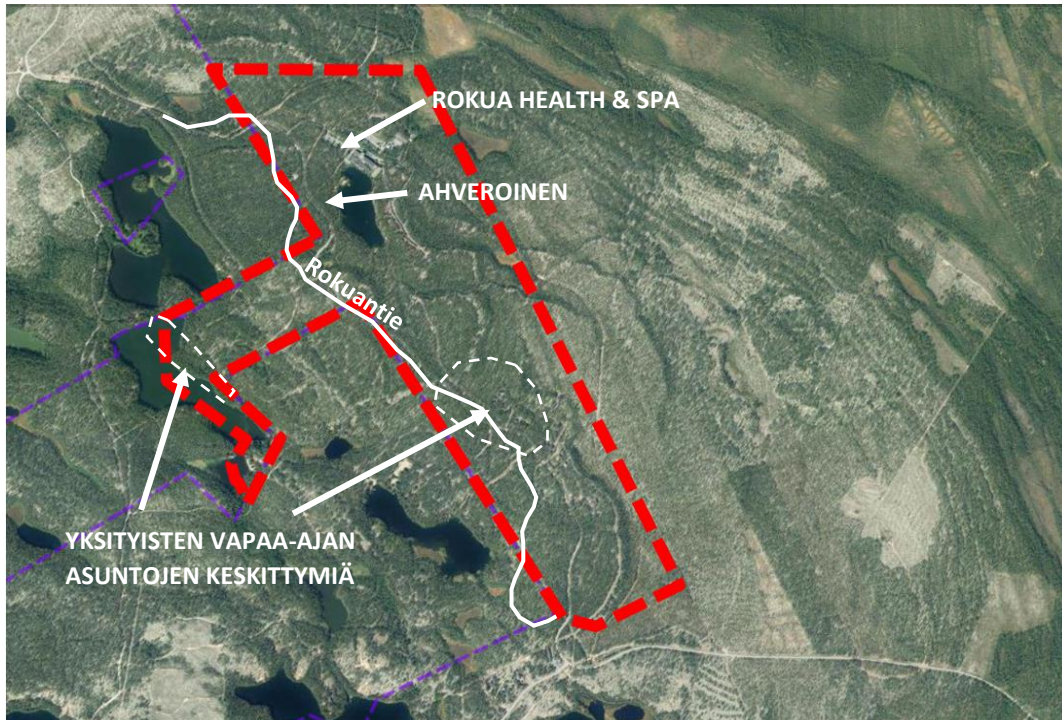 ROKUA HEALTH & SPA
AHVEROINEN
Rokuantie
YKSITYISTEN VAPAA-AJAN
ASUNTOJEN KESKITTYMIÄ